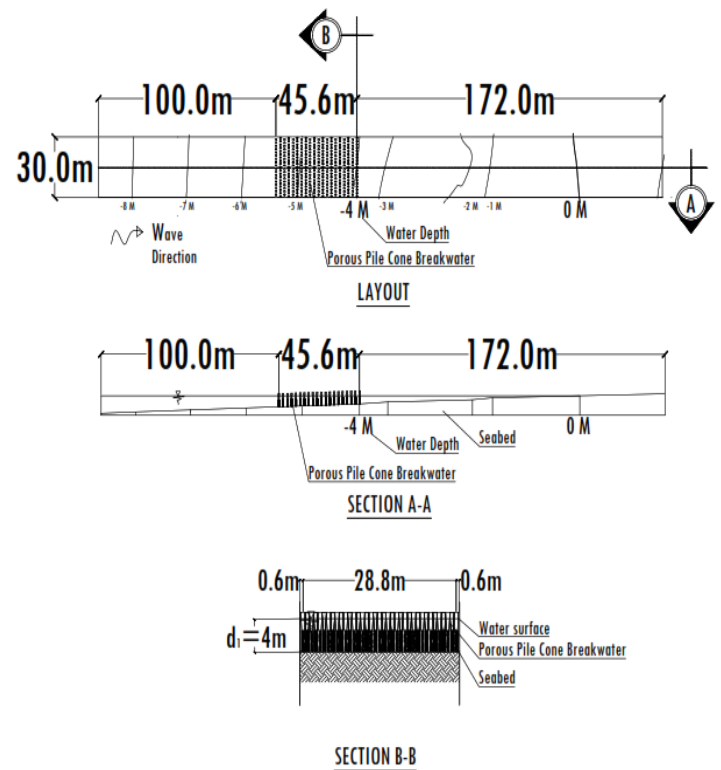 B
100.0m 45.6m 172.0m
30.0m
A
-8 M -7 M -6 M -5 M -4 M -3 M -2 M -1 M 0 M
Wave
Direction
Water Depth
Porous Pile Cone Breakwater
LAYOUT
100.0m 45.6m 172.0m
-4 M 0 M
Water Depth
Seabed
Porous Pile Cone Breakwater
SECTION A-A
0.6m 28.8m 0.6m
d₁=4m
Water surface
Porous Pile Cone Breakwater
Seabed
SECTION B-B